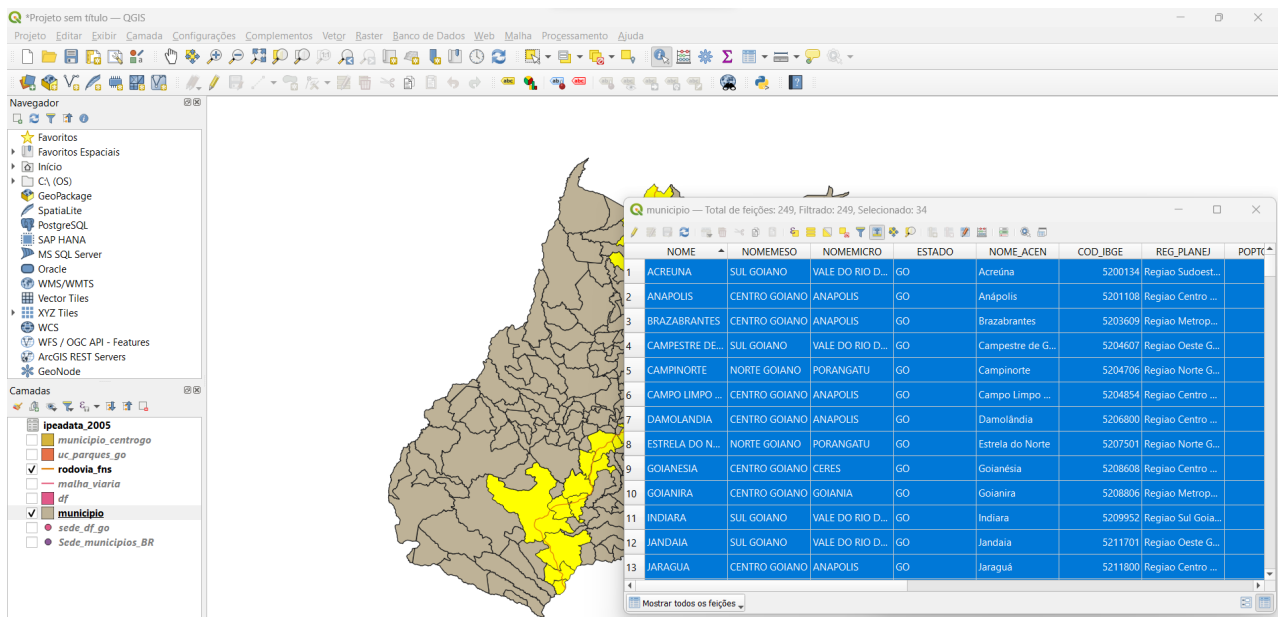 *Projeto sem título — QGIS
Projeto Editar Exibir Camada Configurações Complementos Vetor Raster Banco de Dados Web Malha Processamento Ajuda
Navegador
Favoritos
Favoritos Espaciais
Início
C:\ (OS)
GeoPackage
SpatiaLite
PostgreSQL
SAP HANA
MS SQL Server
Oracle
WMS/WMTS
Vector Tiles
XYZ Tiles
WCS
WFS / OGC API - Features
ArcGIS REST Servers
GeoNode
Camadas
ipeadata_2005
municipio_centrogo
uc_parques_go
rodovia_fns
malha_viaria
df
municipio
sede_df_go
Sede_municipios_BR
municipio — Total de feições: 249, Filtrado: 249, Selecionado: 34
NOME NOMEMESO NOMEMICRO ESTADO NOME_ACEN COD_IBGE REG_PLANEJ POPTO
1 ACREUNA SUL GOIANO VALE DO RIO D... GO Acreúna 5200134 Regiao Sudoest...
2 ANAPOLIS CENTRO GOIANO ANAPOLIS GO Anápolis 5201108 Regiao Centro ...
3 BRAZABRANTES CENTRO GOIANO ANAPOLIS GO Brazabrantes 5203609 Regiao Metrop...
4 CAMPESTRE DE... SUL GOIANO VALE DO RIO D... GO Campestre de G... 5204607 Regiao Oeste G...
5 CAMPINORTE NORTE GOIANO PORANGATU GO Campinorte 5204706 Regiao Norte G...
6 CAMPO LIMPO ... CENTRO GOIANO ANAPOLIS GO Campo Limpo ... 5204854 Regiao Centro ...
7 DAMOLANDIA CENTRO GOIANO ANAPOLIS GO Damolândia 5206800 Regiao Centro ...
8 ESTRELA DO N... NORTE GOIANO PORANGATU GO Estrela do Norte 5207501 Regiao Norte G...
9 GOIANESIA CENTRO GOIANO CERES GO Goianésia 5208608 Regiao Centro ...
10 GOIANIRA CENTRO GOIANO GOIANIA GO Goianira 5208806 Regiao Metrop...
11 INDIARA SUL GOIANO VALE DO RIO D... GO Indiara 5209952 Regiao Sul Goia...
12 JANDAIA SUL GOIANO VALE DO RIO D... GO Jandaia 5211701 Regiao Oeste G...
13 JARAGUA CENTRO GOIANO ANAPOLIS GO Jaraguá 5211800 Regiao Centro ...
Mostrar todos os feições